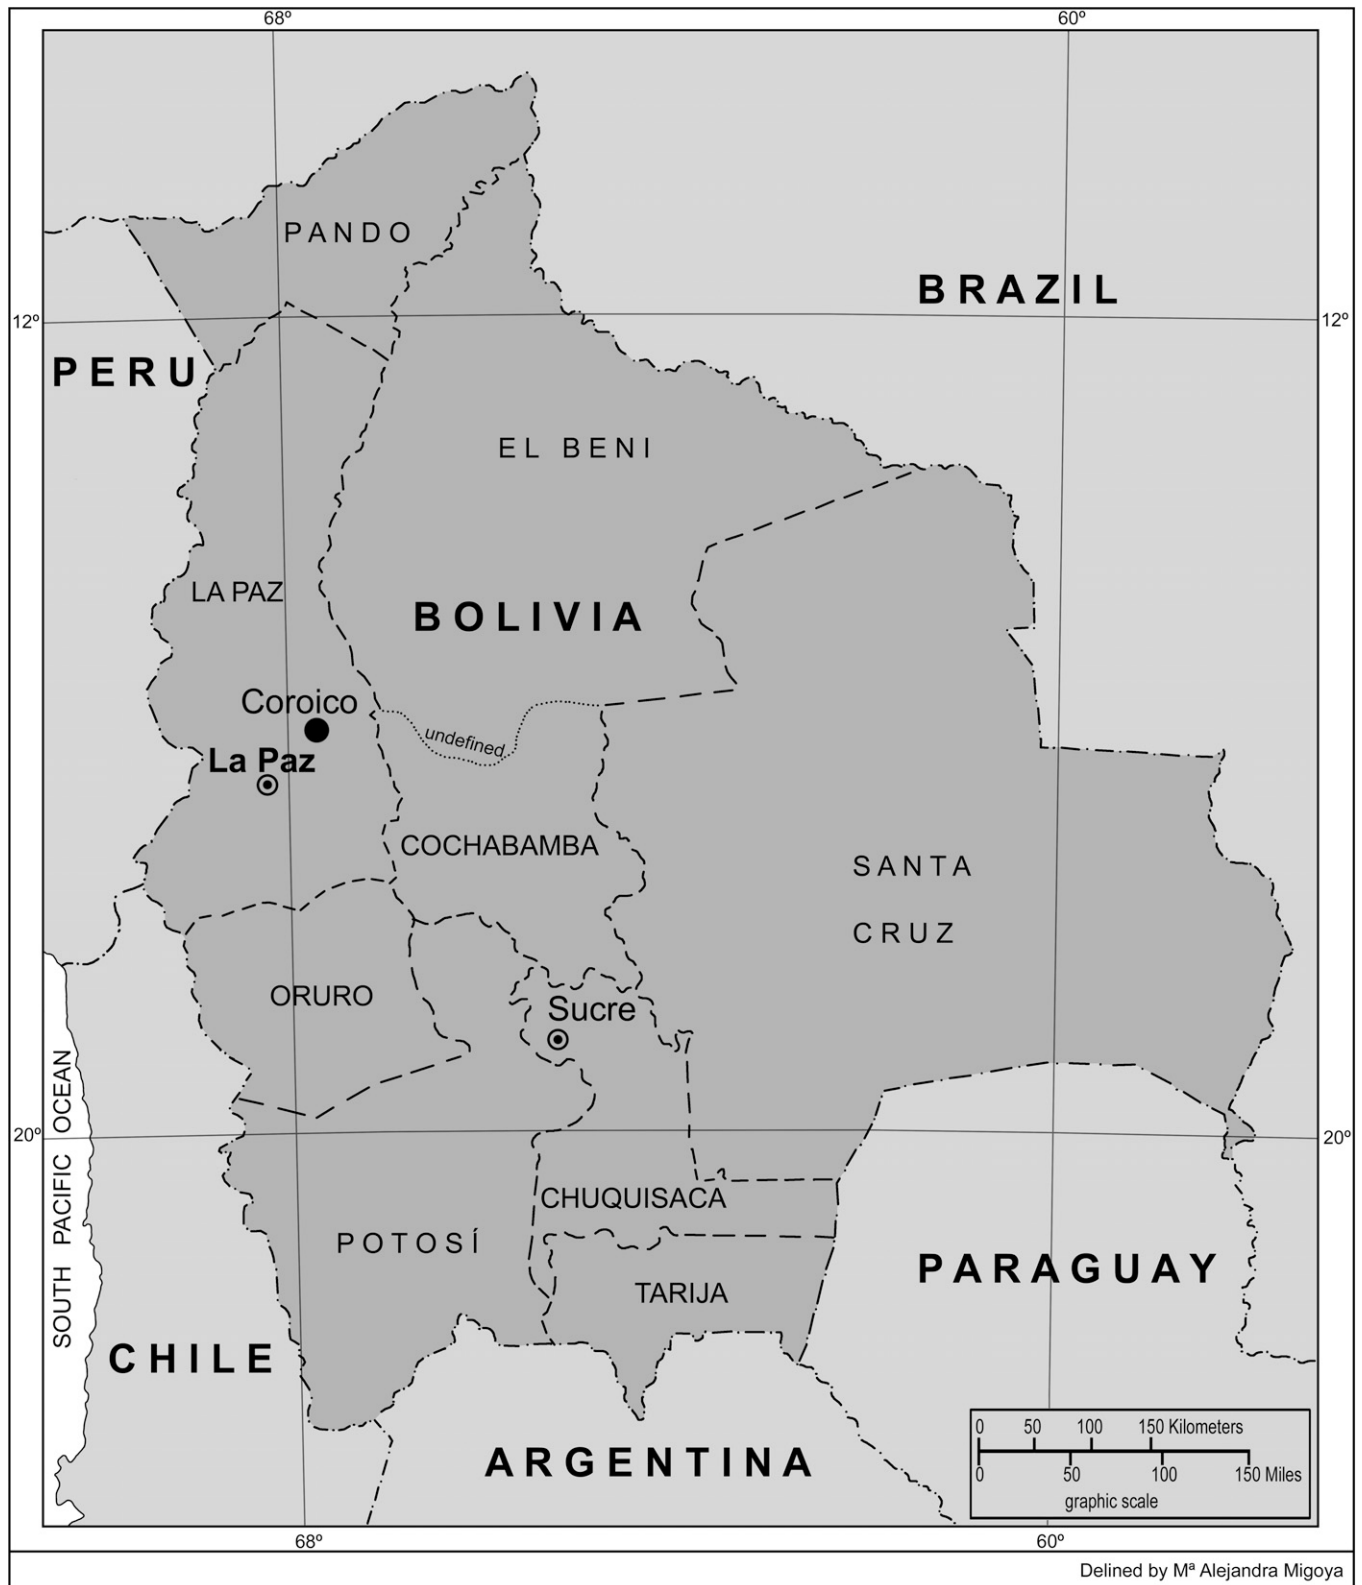 68º 60º
PANDO
BRAZIL
12º 12º
PERU
EL BENI
LA PAZ
BOLIVIA
Coroico
undefined
La Paz
COCHABAMBA
SANTA
CRUZ
ORURO
Sucre
SOUTH PACIFIC OCEAN
20º 20º
CHUQUISACA
POTOSÍ
PARAGUAY
TARIJA
CHILE
ARGENTINA
0 50 100 150 Kilometers
0 50 100 150 Miles
graphic scale
68º 60º
Delined by Mª Alejandra Migoya